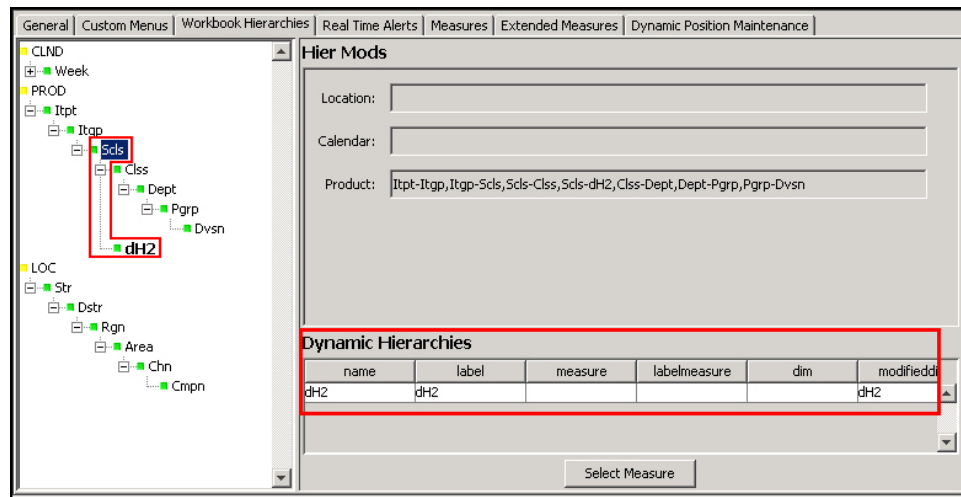 General Custom Menus Workbook Hierarchies Real Time Alerts Measures Extended Measures Dynamic Position Maintenance
CLND
Week
PROD
Itpt
Itgp
Scls
Clss
Dept
Pgrp
Dvsn
dH2
LOC
Str
Dstr
Rgn
Area
Chn
Cmpn
Hier Mods
Location:
Calendar:
Product: Itpt-Itgp,Itgp-Scls,Scls-Clss,Scls-dH2,Clss-Dept,Dept-Pgrp,Pgrp-Dvsn
Dynamic Hierarchies
name label measure labelmeasure dim modifieddi
dH2 dH2 dH2
Select Measure